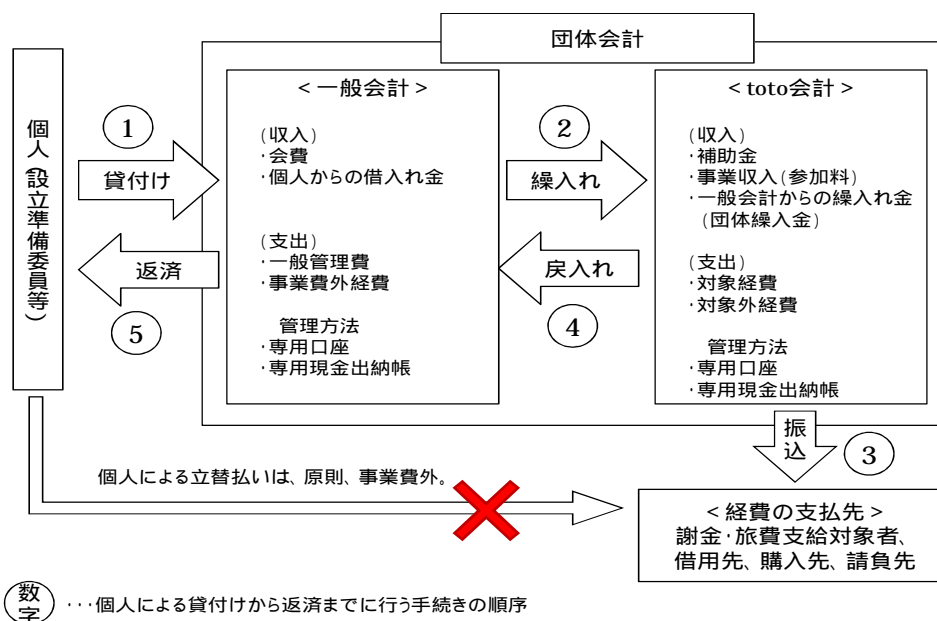 団体会計
個人(設立準備委員等)
①
貸付け
返済
⑤
<一般会計>
(収入)
・会費
・個人からの借入れ金
(支出)
・一般管理費
・事業費外経費
管理方法
・専用口座
・専用現金出納帳
②
繰入れ
戻入れ
④
<toto会計>
(収入)
・補助金
・事業収入(参加料)
・一般会計からの繰入れ金
(団体繰入金)
(支出)
・対象経費
・対象外経費
管理方法
・専用口座
・専用現金出納帳
振込
③
個人による立替払いは、原則、事業費外。
<経費の支払先>
謝金・旅費支給対象者、
借用先、購入先、請負先
数字
・・・個人による貸付けから返済までに行う手続きの順序